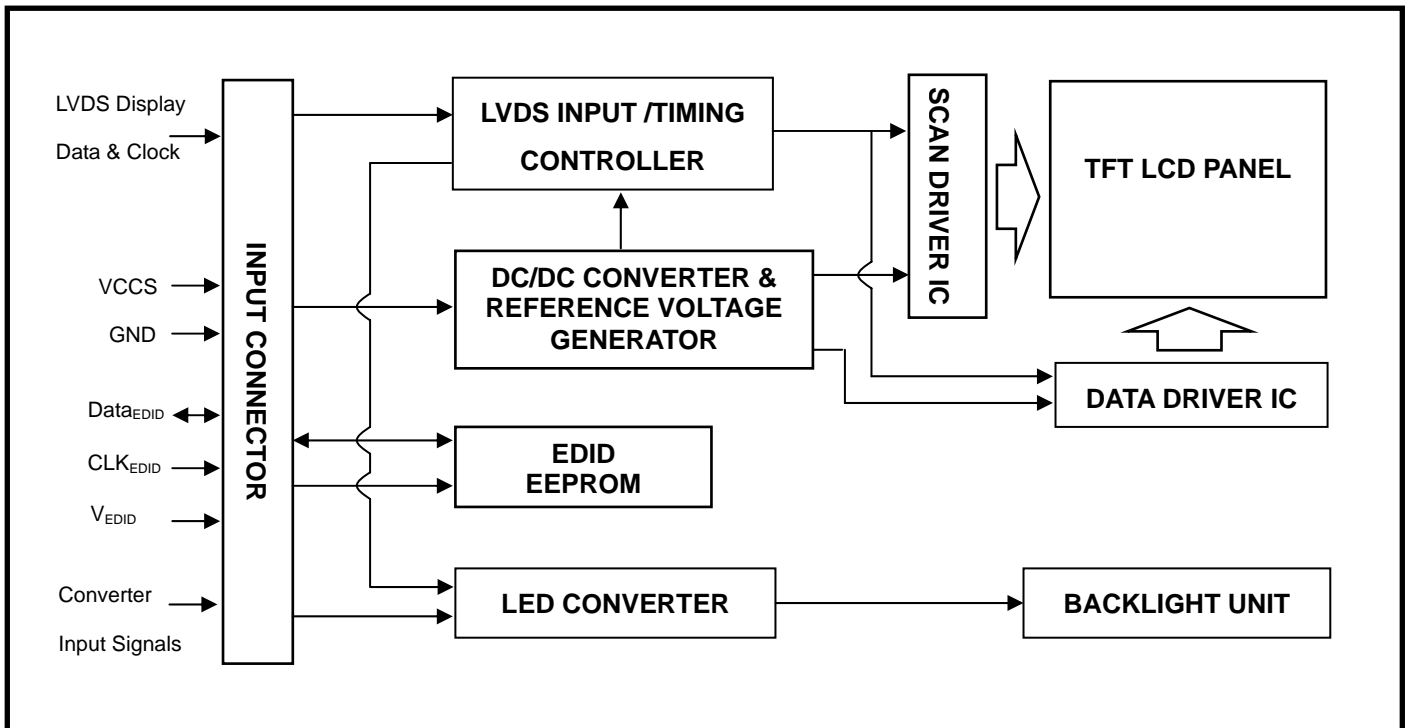 LVDS Display
Data & Clock
VCCS
GND
DataEDID
CLKEDID
VEDID
Converter
Input Signals
INPUT CONNECTOR
LVDS INPUT /TIMING
CONTROLLER
DC/DC CONVERTER &
REFERENCE VOLTAGE
GENERATOR
EDID
EEPROM
LED CONVERTER
SCAN DRIVER IC
TFT LCD PANEL
DATA DRIVER IC
BACKLIGHT UNIT